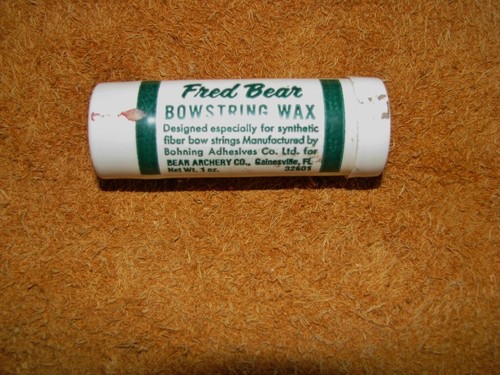 Fred Bear
BOWSTRING WAX
Designed especially for synthetic
fiber bow strings Manufactured by
Bohning Adhesives Co. Ltd. for
BEAR ARCHERY CO., Gainesville, FL
Net Wt. 1 oz. 32601